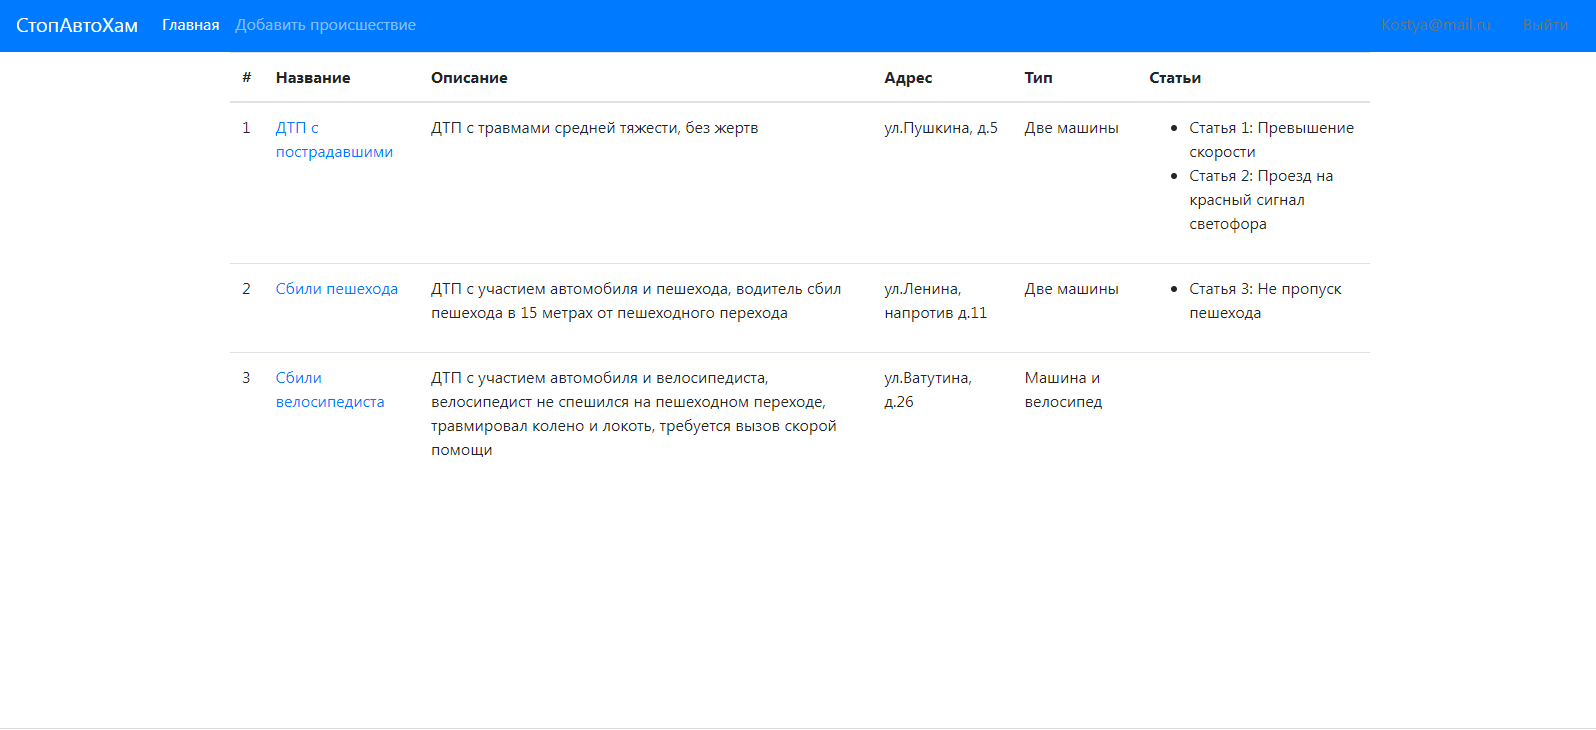 СтопАвтоХам Главная Добавить происшествие Kostya@mail.ru Выйти
# Название Описание Адрес Тип Статьи
1 ДТП с ДТП с травмами средней тяжести, без жертв ул.Пушкина, д.5 Две машины • Статья 1: Превышение
пострадавшими скорости
• Статья 2: Проезд на
красный сигнал
светофора
2 Сбили пешехода ДТП с участием автомобиля и пешехода, водитель сбил ул.Ленина, Две машины • Статья 3: Не пропуск
пешехода в 15 метрах от пешеходного перехода напротив д.11 пешехода
3 Сбили ДТП с участием автомобиля и велосипедиста, ул.Ватутина, Машина и
велосипедиста велосипедист не спешился на пешеходном переходе, д.26 велосипед
травмировал колено и локоть, требуется вызов скорой
помощи